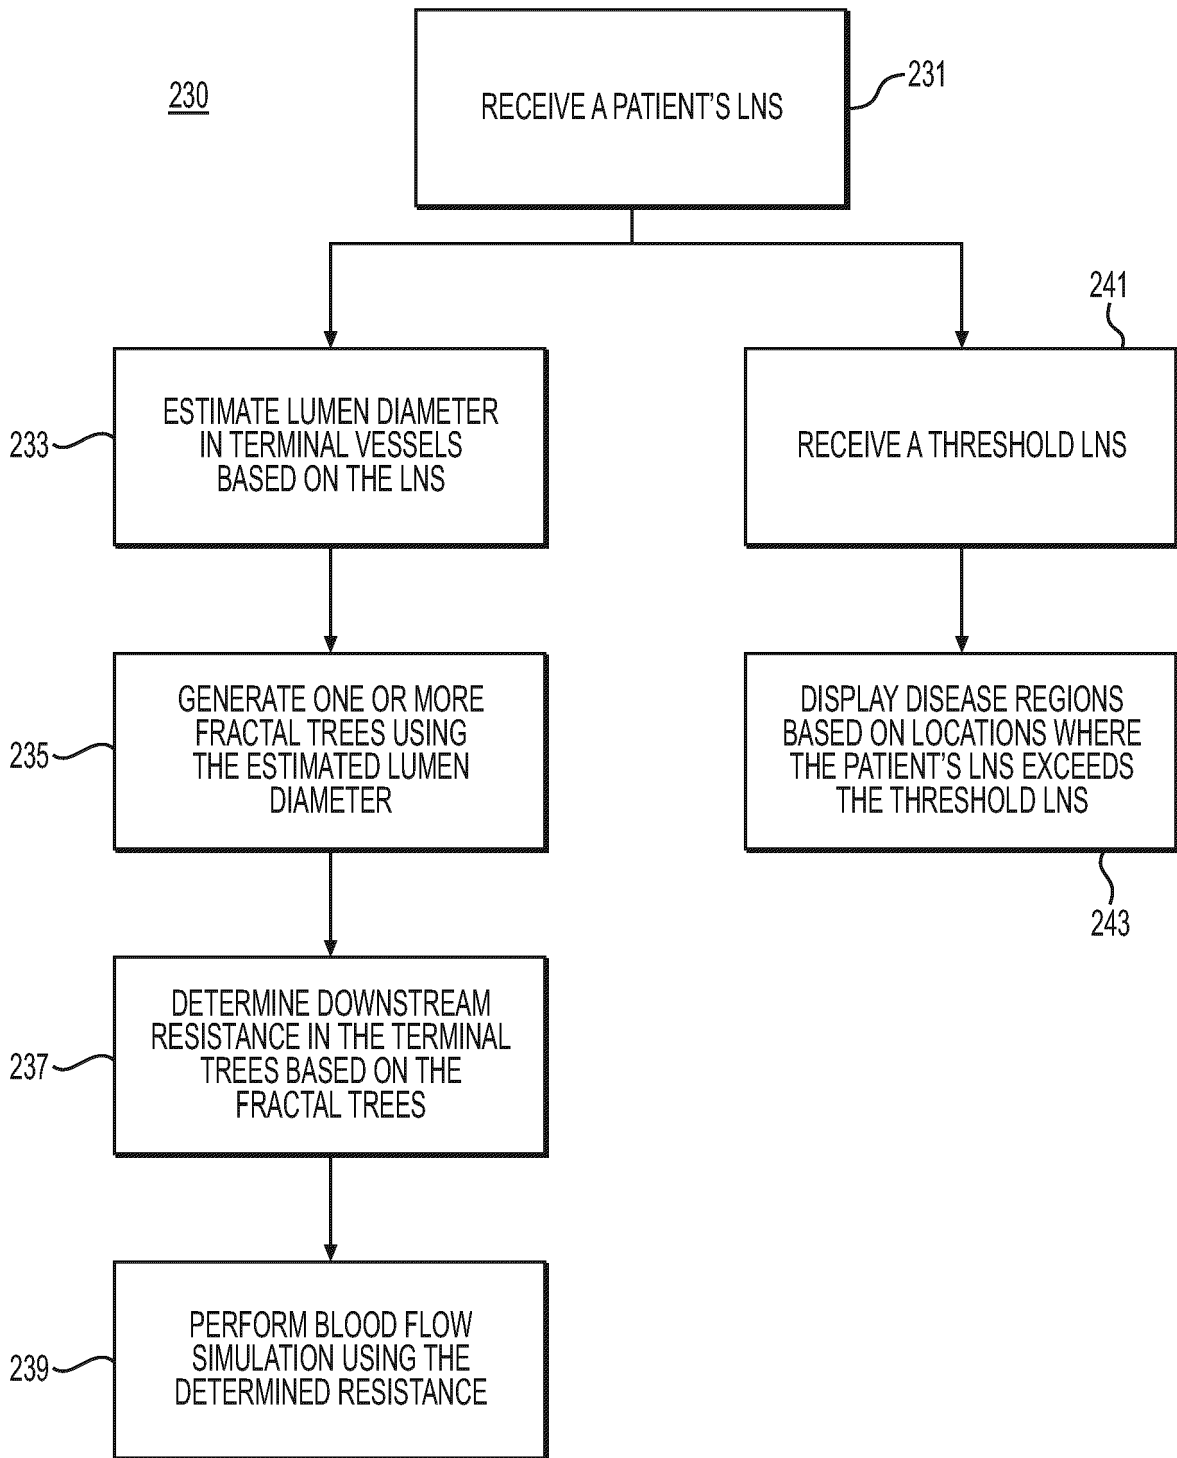 230
RECEIVE A PATIENT'S LNS
231
233
ESTIMATE LUMEN DIAMETER
IN TERMINAL VESSELS
BASED ON THE LNS
241
RECEIVE A THRESHOLD LNS
235
GENERATE ONE OR MORE
FRACTAL TREES USING
THE ESTIMATED LUMEN
DIAMETER
DISPLAY DISEASE REGIONS
BASED ON LOCATIONS WHERE
THE PATIENT'S LNS EXCEEDS
THE THRESHOLD LNS
243
237
DETERMINE DOWNSTREAM
RESISTANCE IN THE TERMINAL
TREES BASED ON THE
FRACTAL TREES
239
PERFORM BLOOD FLOW
SIMULATION USING THE
DETERMINED RESISTANCE